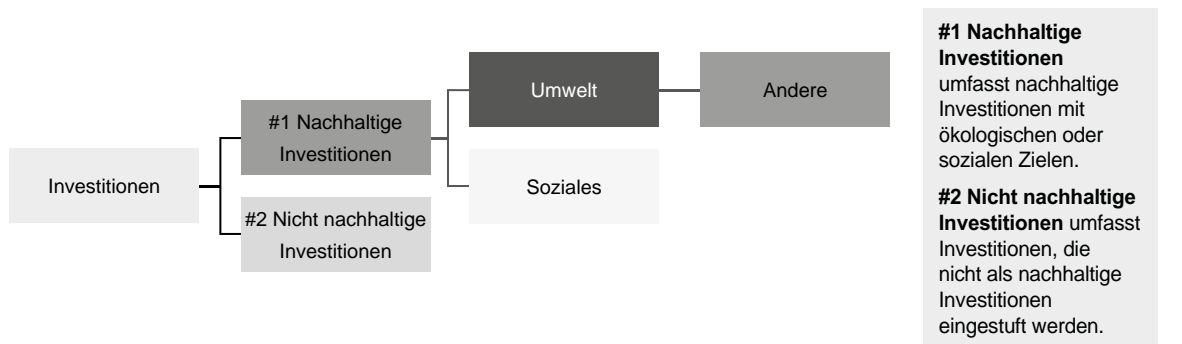 Investitionen
#1 Nachhaltige
Investitionen
#2 Nicht nachhaltige
Investitionen
Umwelt
Andere
Soziales
#1 Nachhaltige
Investitionen
umfasst nachhaltige
Investitionen mit
ökologischen oder
sozialen Zielen.
#2 Nicht nachhaltige
Investitionen umfasst
Investitionen, die
nicht als nachhaltige
Investitionen
eingestuft werden.